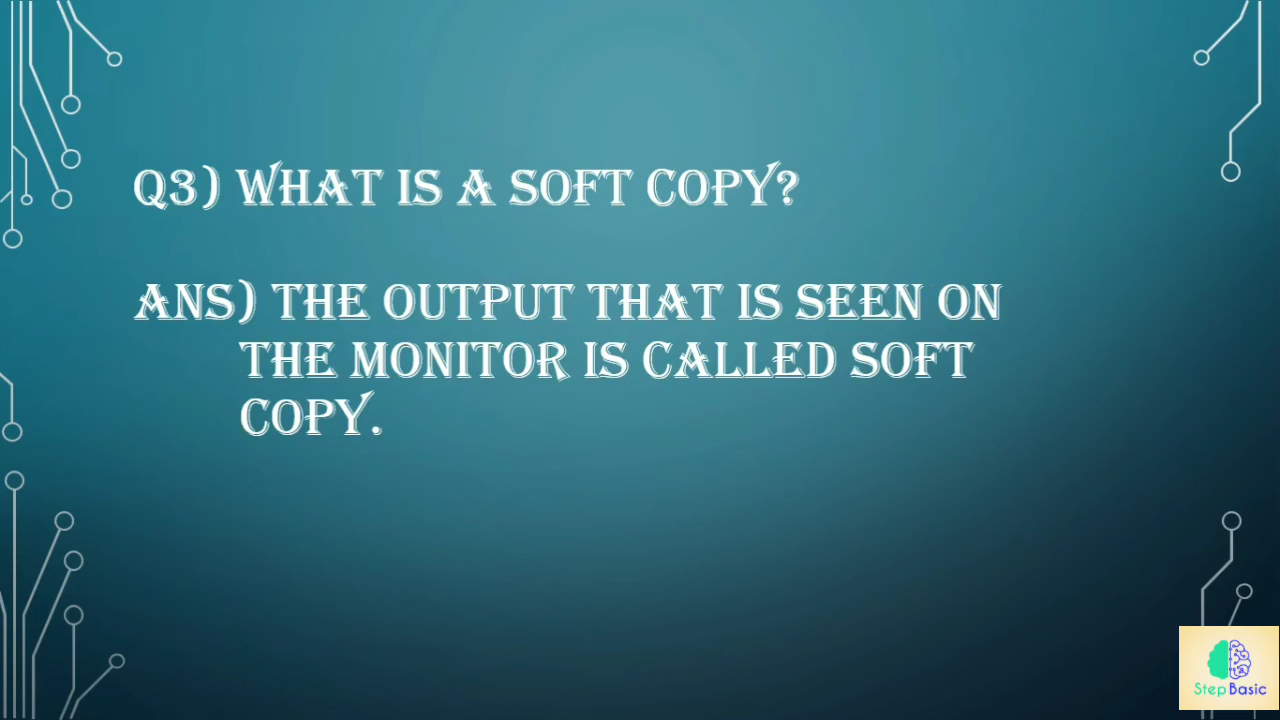 Q3) WHAT IS A SOFT COPY?
ANS) THE OUTPUT THAT IS SEEN ON
THE MONITOR IS CALLED SOFT
COPY.
Step Basic